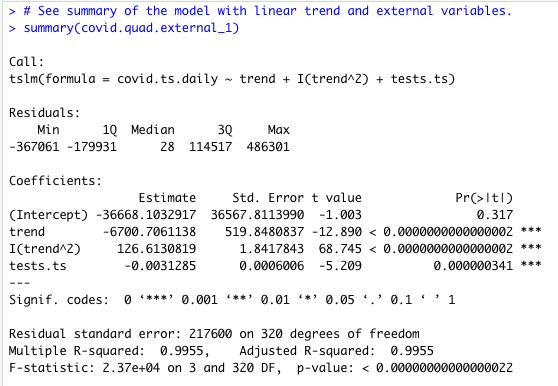 > # See summary of the model with linear trend and external variables.
> summary(covid.quad.external_1)
Call:
tslm(formula = covid.ts.daily ~ trend + I(trend^2) + tests.ts)
Residuals:
Min 1Q Median 3Q Max
-367061 -179931 28 114517 486301
Coefficients:
Estimate Std. Error t value Pr(>|t|)
(Intercept) -36668.1032917 36567.8113990 -1.003 0.317
trend -6700.7061138 519.8480837 -12.890 < 0.0000000000000002 ***
I(trend^2) 126.6130819 1.8417843 68.745 < 0.0000000000000002 ***
tests.ts -0.0031285 0.0006006 -5.209 0.000000341 ***
---
Signif. codes: 0 ‘***’ 0.001 ‘**’ 0.01 ‘*’ 0.05 ‘.’ 0.1 ‘ ’ 1
Residual standard error: 217600 on 320 degrees of freedom
Multiple R-squared: 0.9955, Adjusted R-squared: 0.9955
F-statistic: 2.37e+04 on 3 and 320 DF, p-value: < 0.00000000000000022